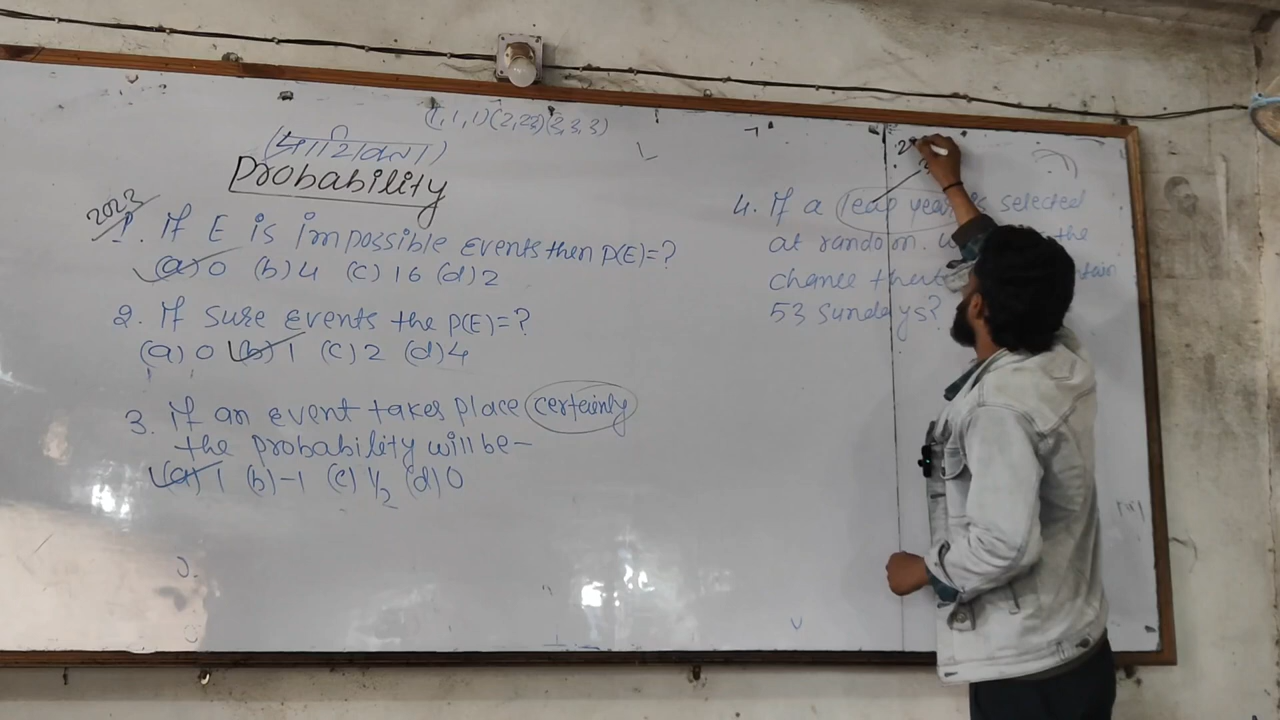 (1,1,1)(2,2,2)(3,3,3)
(प्रायिकता)
Probability
2023
1. If E is impossible events then P(E)=?
(a) 0 (b) 4 (c) 16 (d) 2
2. If sure events the P(E)=?
(a) 0 (b) 1 (c) 2 (d) 4
3. If an event takes place certainly
the probability will be-
(a) 1 (b) -1 (c) 1/2 (d) 0
4. If a leap year is selected
at random. the
chance that
53 sundays?